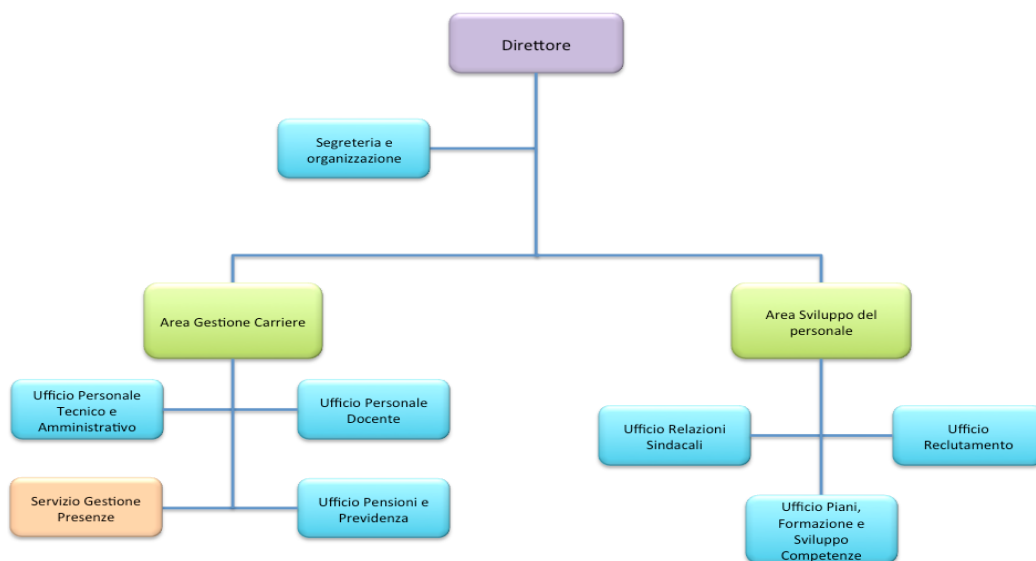 Direttore
Segreteria e
organizzazione
Area Gestione Carriere
Area Sviluppo del
personale
Ufficio Personale
Tecnico e
Amministrativo
Ufficio Personale
Docente
Ufficio Relazioni
Sindacali
Ufficio
Reclutamento
Servizio Gestione
Presenze
Ufficio Pensioni e
Previdenza
Ufficio Piani,
Formazione e
Sviluppo
Competenze